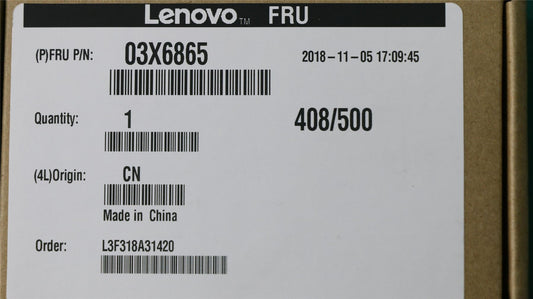 Lenovo™ FRU
(P)FRU P/N: 03X6865 2018-11-05 17:09:45
Quantity: 1 408/500
(4L)Origin: CN
Made in China
Order: L3F318A31420